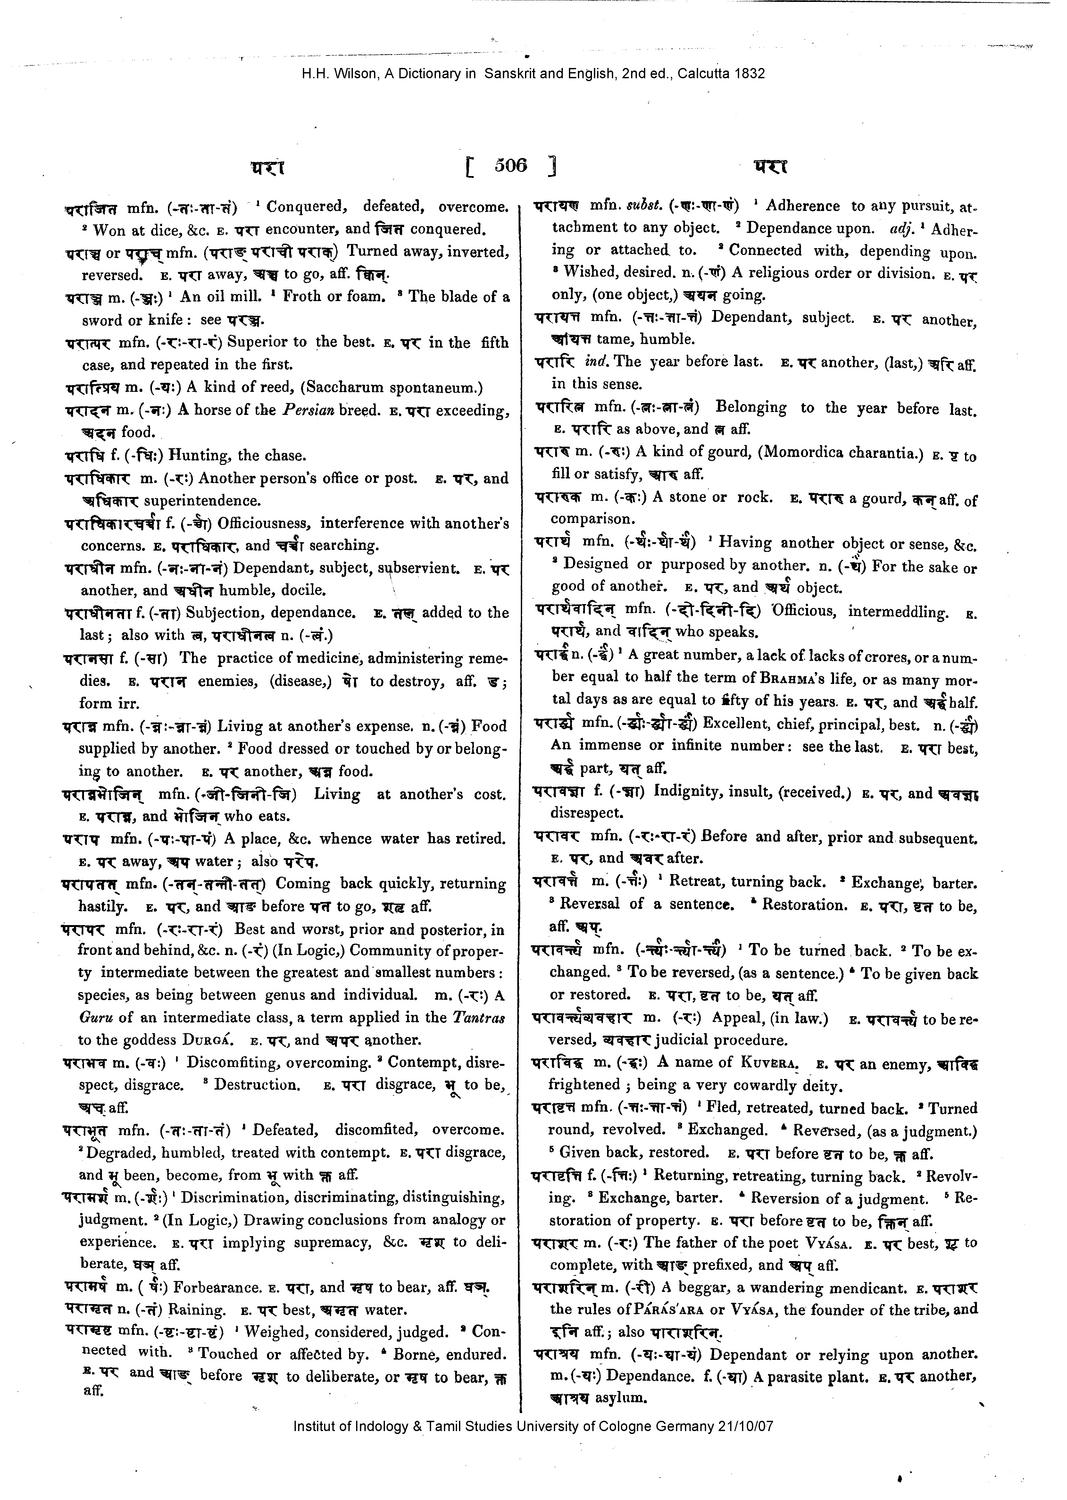 H.H. Wilson, A Dictionary in Sanskrit and English, 2nd ed., Calcutta 1832
परा [ 506 ] परा
पराजित mfn. (-तः-ता-तं) ¹ Conquered, defeated, overcome.
² Won at dice, &c. E. परा encounter, and जित conquered.
पराञ्च or पराच् mfn. (पराङ् पराची पराक्) Turned away, inverted,
reversed. E. परा away, अञ्च to go, aff. क्विन्.
पराञ्ज m. (-ञ्जः) ¹ An oil mill. ² Froth or foam. ³ The blade of a
sword or knife : see परञ्ज.
परात्पर mfn. (-रः-रा-रं) Superior to the best. E. पर in the fifth
case, and repeated in the first.
परात्प्रिय m. (-यः) A kind of reed, (Saccharum spontaneum.)
परादन m. (-नः) A horse of the Persian breed. E. परा exceeding,
अदन food.
पराधि f. (-धिः) Hunting, the chase.
पराधिकार m. (-रः) Another person's office or post. E. पर, and
अधिकार superintendence.
पराधिकारचर्चा f. (-र्चा) Officiousness, interference with another's
concerns. E. पराधिकार, and चर्चा searching.
पराधीन mfn. (-नः-ना-नं) Dependant, subject, subservient. E. पर
another, and अधीन humble, docile.
पराधीनता f. (-ता) Subjection, dependance. E. तल् added to the
last ; also with त्व, पराधीनत्व n. (-त्वं.)
परानसा f. (-सा) The practice of medicine, administering reme-
dies. E. परान enemies, (disease,) षो to destroy, aff. ड ;
form irr.
परान्न mfn. (-न्नः-न्ना-न्नं) Living at another's expense. n. (-न्नं) Food
supplied by another. ² Food dressed or touched by or belong-
ing to another. E. पर another, अन्न food.
परान्नभोजिन् mfn. (-जी-जिनी-जि) Living at another's cost.
E. परान्न, and भोजिन् who eats.
पराप mfn. (-पः-पा-पं) A place, &c. whence water has retired.
E. पर away, अप water ; also परेप.
परापतत् mfn. (-तन्-तन्ती-तत्) Coming back quickly, returning
hastily. E. पर, and आङ before पत to go, शतृ aff.
परापर mfn. (-रः-रा-रं) Best and worst, prior and posterior, in
front and behind, &c. n. (-रं) (In Logic,) Community of proper-
ty intermediate between the greatest and smallest numbers :
species, as being between genus and individual. m. (-रः) A
Guru of an intermediate class, a term applied in the Tantras
to the goddess DURGÁ. E. पर, and अपर another.
पराभव m. (-वः) ¹ Discomfiting, overcoming. ² Contempt, disre-
spect, disgrace. ³ Destruction. E. परा disgrace, भू to be,
अच् aff.
पराभूत mfn. (-तः-ता-तं) ¹ Defeated, discomfited, overcome.
² Degraded, humbled, treated with contempt. E. परा disgrace,
and भू been, become, from भू with क्त aff.
परामर्श m. (-र्शः) ¹ Discrimination, discriminating, distinguishing,
judgment. ² (In Logic,) Drawing conclusions from analogy or
experience. E. परा implying supremacy, &c. मृश to deli-
berate, घञ् aff.
परामर्ष m. ( र्षः) Forbearance. E. परा, and मृष to bear, aff. घञ्.
परामृत n. (-तं) Raining. E. पर best, अमृत water.
परामृष्ट mfn. (-ष्टः-ष्टा-ष्टं) ¹ Weighed, considered, judged. ² Con-
nected with. ³ Touched or affected by. ⁴ Borne, endured.
E. पर and आङ् before मृश् to deliberate, or मृष to bear, क्त
aff.
परायण mfn. subst. (-णः-णा-णं) ¹ Adherence to any pursuit, at-
tachment to any object. ² Dependance upon. adj. ¹ Adher-
ing or attached to. ² Connected with, depending upon.
³ Wished, desired. n. (-णं) A religious order or division. E. पर
only, (one object,) अयन going.
परायत्त mfn. (-त्तः-त्ता-त्तं) Dependant, subject. E. पर another,
आयत्त tame, humble.
परारि ind. The year before last. E. पर another, (last,) अरि aff.
in this sense.
परारित्न mfn. (-त्नः-त्ना-त्नं) Belonging to the year before last.
E. परारि as above, and त्न aff.
परारु m. (-रुः) A kind of gourd, (Momordica charantia.) E. पृ to
fill or satisfy, आरु aff.
परारुक m. (-कः) A stone or rock. E. परारु a gourd, कन् aff. of
comparison.
परार्थ mfn. (-र्थः-र्था-र्थं) ¹ Having another object or sense, &c.
² Designed or purposed by another. n. (-र्थं) For the sake or
good of another. E. पर, and अर्थ object.
परार्थवादिन् mfn. (-दी-दिनी-दि) Officious, intermeddling. E.
परार्थ, and वादिन् who speaks.
परार्द्ध n. (-र्द्धं) ¹ A great number, a lack of lacks of crores, or a num-
ber equal to half the term of BRAHMA's life, or as many mor-
tal days as are equal to fifty of his years. E. पर, and अर्द्ध half.
परार्द्ध्य mfn. (-र्द्ध्यः-र्द्ध्या-र्द्ध्यं) Excellent, chief, principal, best. n. (-र्द्ध्यं)
An immense or infinite number : see the last. E. परा best,
अर्द्ध part, यत् aff.
परावज्ञा f. (-ज्ञा) Indignity, insult, (received.) E. पर, and अवज्ञा
disrespect.
परावर mfn. (-रः-रा-रं) Before and after, prior and subsequent.
E. पर, and अवर after.
परावर्त्त m. (-र्त्तः) ¹ Retreat, turning back. ² Exchange, barter.
³ Reversal of a sentence. ⁴ Restoration. E. परा, वृत to be,
aff. अप्.
परावर्त्त्य mfn. (-र्त्त्यः-र्त्त्या-र्त्त्यं) ¹ To be turned back. ² To be ex-
changed. ³ To be reversed, (as a sentence.) ⁴ To be given back
or restored. E. परा, वृत to be, यत् aff.
परावर्त्त्यव्यवहार m. (-रः) Appeal, (in law.) E. परावर्त्त्य to be re-
versed, व्यवहार judicial procedure.
पराविद्ध m. (-द्धः) A name of KUVERA. E. पर an enemy, आविद्ध
frightened ; being a very cowardly deity.
परावृत्त mfn. (-त्तः-त्ता-त्तं) ¹ Fled, retreated, turned back. ² Turned
round, revolved. ³ Exchanged. ⁴ Reversed, (as a judgment.)
⁵ Given back, restored. E. परा before वृत to be, क्त aff.
परावृत्ति f. (-त्तिः) ¹ Returning, retreating, turning back. ² Revolv-
ing. ³ Exchange, barter. ⁴ Reversion of a judgment. ⁵ Re-
storation of property. E. परा before वृत to be, क्तिन् aff.
पराशर m. (-रः) The father of the poet VYÁSA. E. पर best, शॄ to
complete, with आङ् prefixed, and अप् aff.
पराशरिन् m. (-री) A beggar, a wandering mendicant. E. पराशर
the rules of PÁRÁS'ARA or VYÁSA, the founder of the tribe, and
इनि aff. ; also पाराशरिन्.
पराश्रय mfn. (-यः-या-यं) Dependant or relying upon another.
m. (-यः) Dependance. f. (-या) A parasite plant. E. पर another,
आश्रय asylum.
Institut of Indology & Tamil Studies University of Cologne Germany 21/10/07